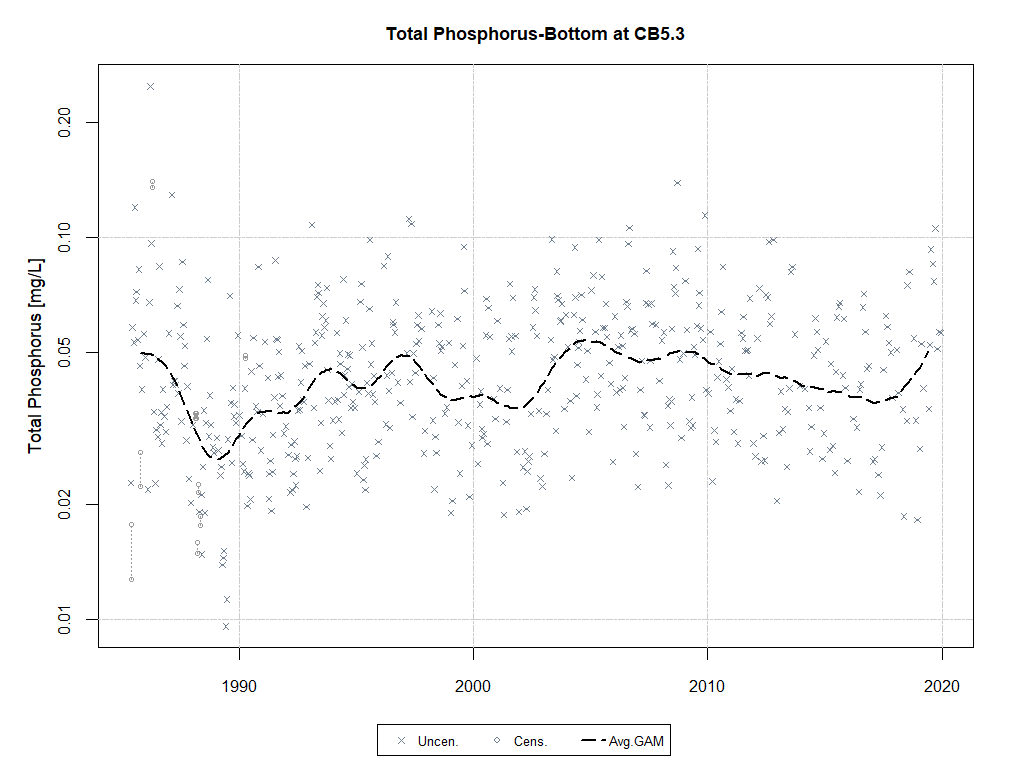 Total Phosphorus-Bottom at CB5.3
Total Phosphorus [mg/L]
0.20
0.10
0.05
0.02
0.01
1990 2000 2010 2020
Uncen. Cens. Avg.GAM